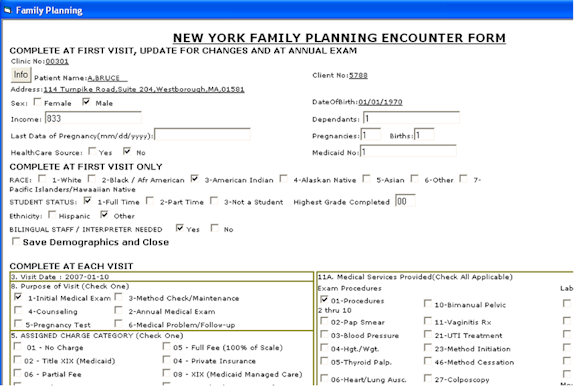 Family Planning
NEW YORK FAMILY PLANNING ENCOUNTER FORM
COMPLETE AT FIRST VISIT, UPDATE FOR CHANGES AND AT ANNUAL EXAM
Clinic No:00301
Info Patient Name:A,BRUCE Client No:5788
Address:114 Turnpike Road,Suite 204,Westborough,MA,01581
Sex: Female Male DateOfBirth:01/01/1970
Income: 833 Dependants: 1
Last Data of Pregnancy(mm/dd/yyyy): Pregnancies: 1 Births: 1
HealthCare Source: Yes No Medicaid No: 1
COMPLETE AT FIRST VISIT ONLY
RACE: 1-White 2-Black / Afr American 3-American Indian 4-Alaskan Native 5-Asian 6-Other 7-
Pacific Islanders/Hawaiian Native
STUDENT STATUS: 1-Full Time 2-Part Time 3-Not a Student Highest Grade Completed 00
Ethnicity: Hispanic Other
BILINGUAL STAFF / INTERPRETER NEEDED Yes No
Save Demographics and Close
COMPLETE AT EACH VISIT
3. Visit Date : 2007-01-10
8. Purpose of Visit (Check One)
1-Initial Medical Exam 3-Method Check/Maintenance
4-Counseling 2-Annual Medical Exam
5-Pregnancy Test 6-Medical Problem/Follow-up
5. ASSIGNED CHARGE CATEGORY (Check One)
01 - No Charge 05 - Full Fee (100% of Scale)
02 - Title XIX (Medicaid) 04 - Private Insurance
06 - Partial Fee 08 - XIX (Medicaid Managed Care)
11A. Medical Services Provided(Check All Applicable)
Exam Procedures Lab
01-Procedures 10-Bimanual Pelvic
2 thru 10
02-Pap Smear 11-Vaginitis Rx
03-Blood Pressure 21-UTI Treatment
04-Hgt./Wgt. 23-Method Initiation
05-Thyroid Palp. 46-Method Cessation
06-Heart/Lung Ausc. 27-Colposcopy